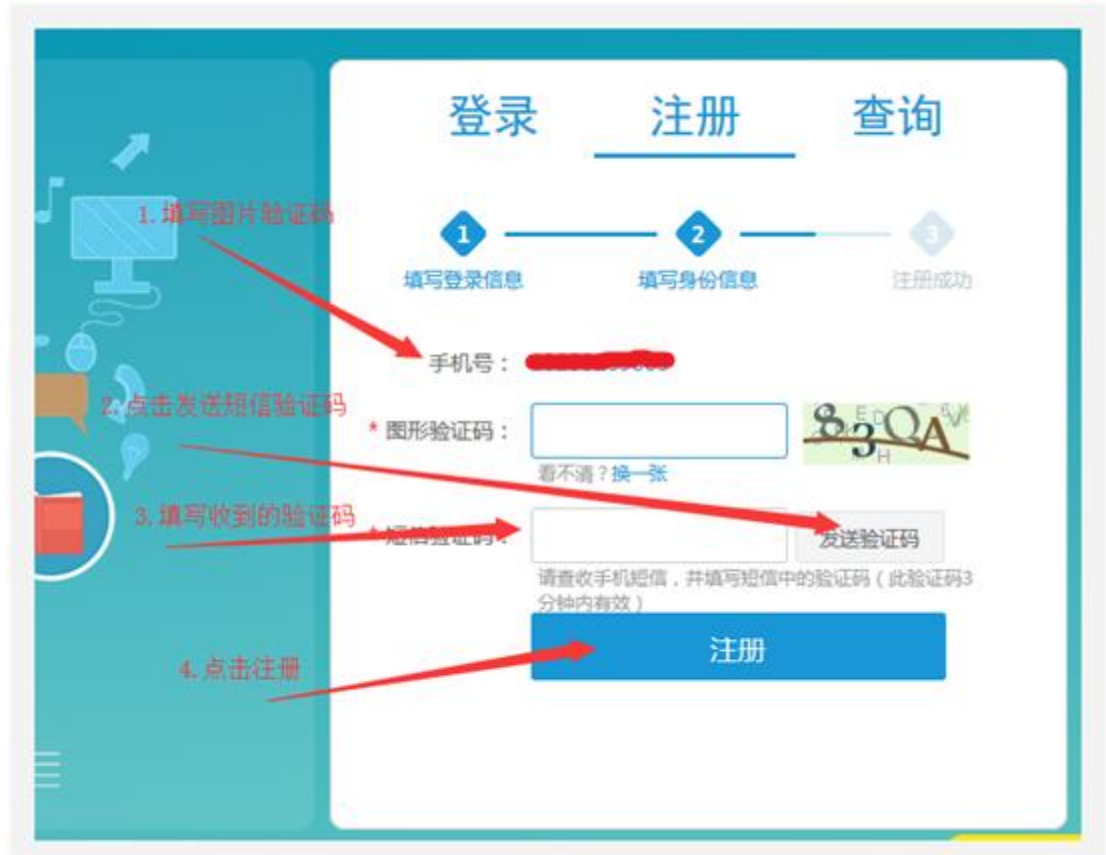 登录 注册 查询
1.填写图片验证码
1 2 3
填写登录信息 填写身份信息 注册成功
手机号：
2.点击发送短信验证码
* 图形验证码：
看不清？换一张
3.填写收到的验证码
* 短信验证码： 发送验证码
请查收手机短信，并填写短信中的验证码（此验证码3
分钟内有效）
4.点击注册
注册